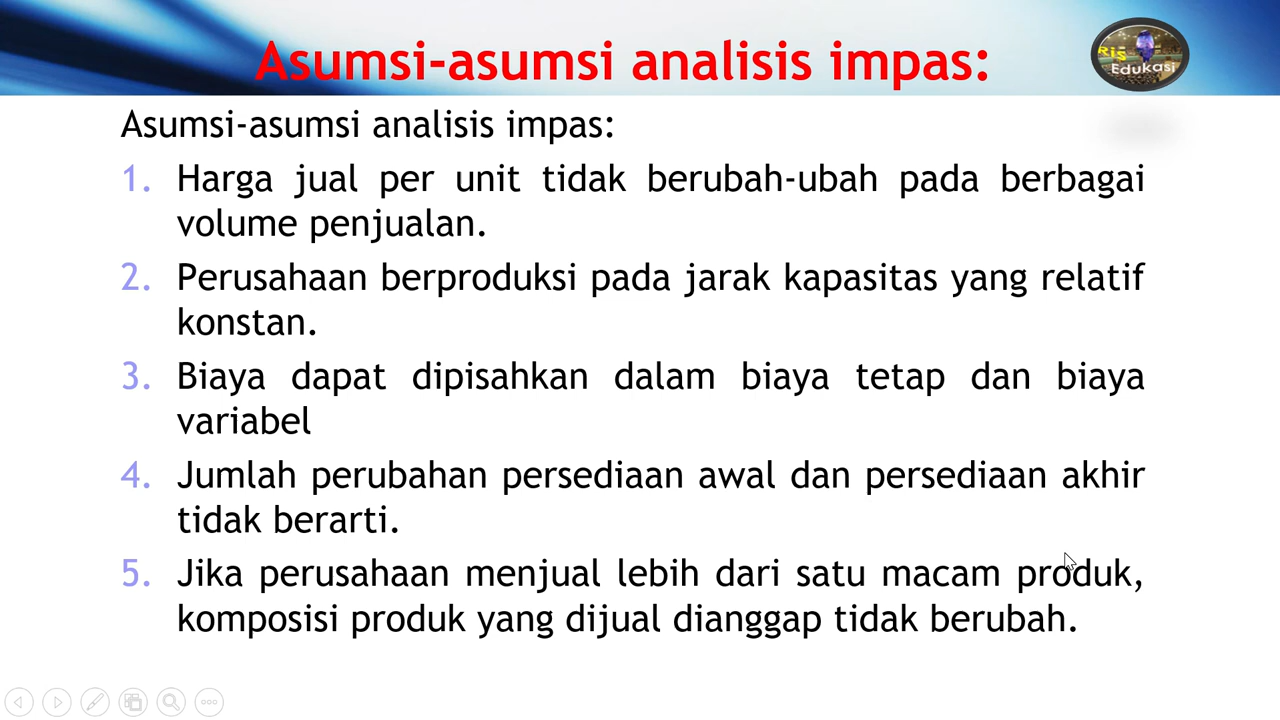 Asumsi-asumsi analisis impas:
Ris
Edukasi
Asumsi-asumsi analisis impas:
1. Harga jual per unit tidak berubah-ubah pada berbagai
volume penjualan.
2. Perusahaan berproduksi pada jarak kapasitas yang relatif
konstan.
3. Biaya dapat dipisahkan dalam biaya tetap dan biaya
variabel
4. Jumlah perubahan persediaan awal dan persediaan akhir
tidak berarti.
5. Jika perusahaan menjual lebih dari satu macam produk,
komposisi produk yang dijual dianggap tidak berubah.